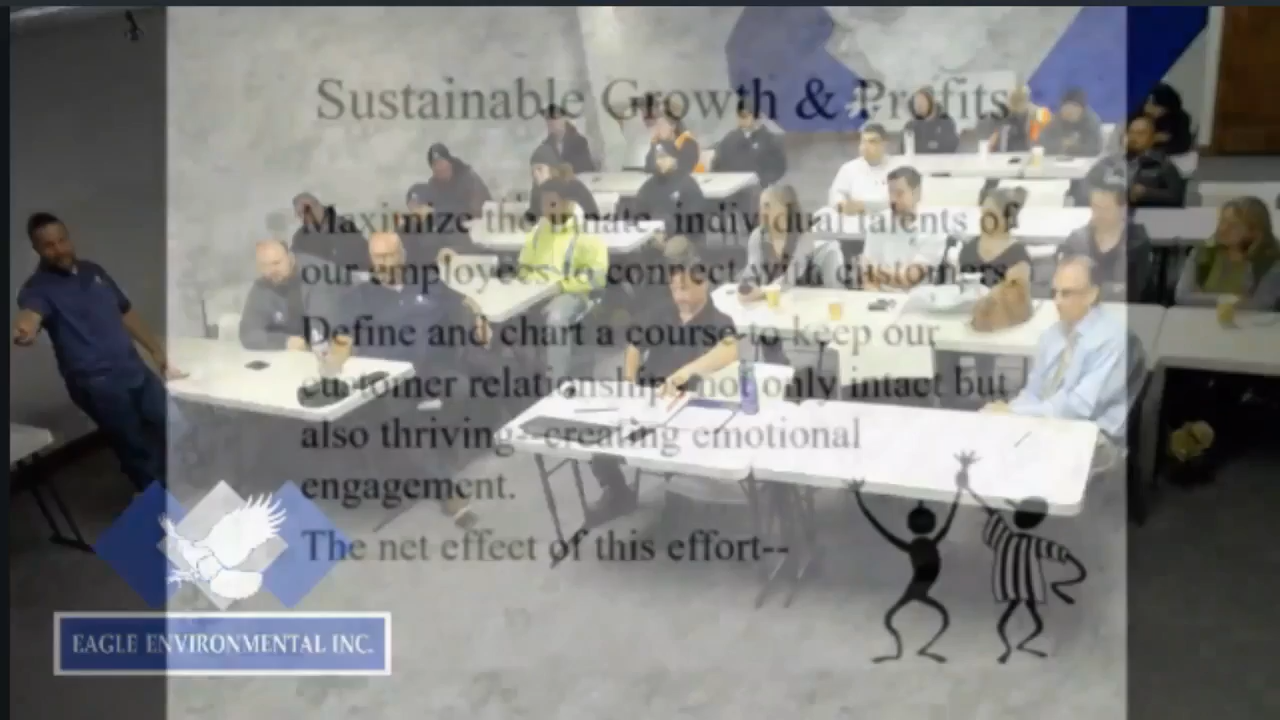 Sustainable Growth & Profits
Maximize the innate, individual talents of
our employees to connect with customers.
Define and chart a course to keep our
customer relationships not only intact but
also thriving--creating emotional
engagement.
The net effect of this effort--
EAGLE ENVIRONMENTAL INC.